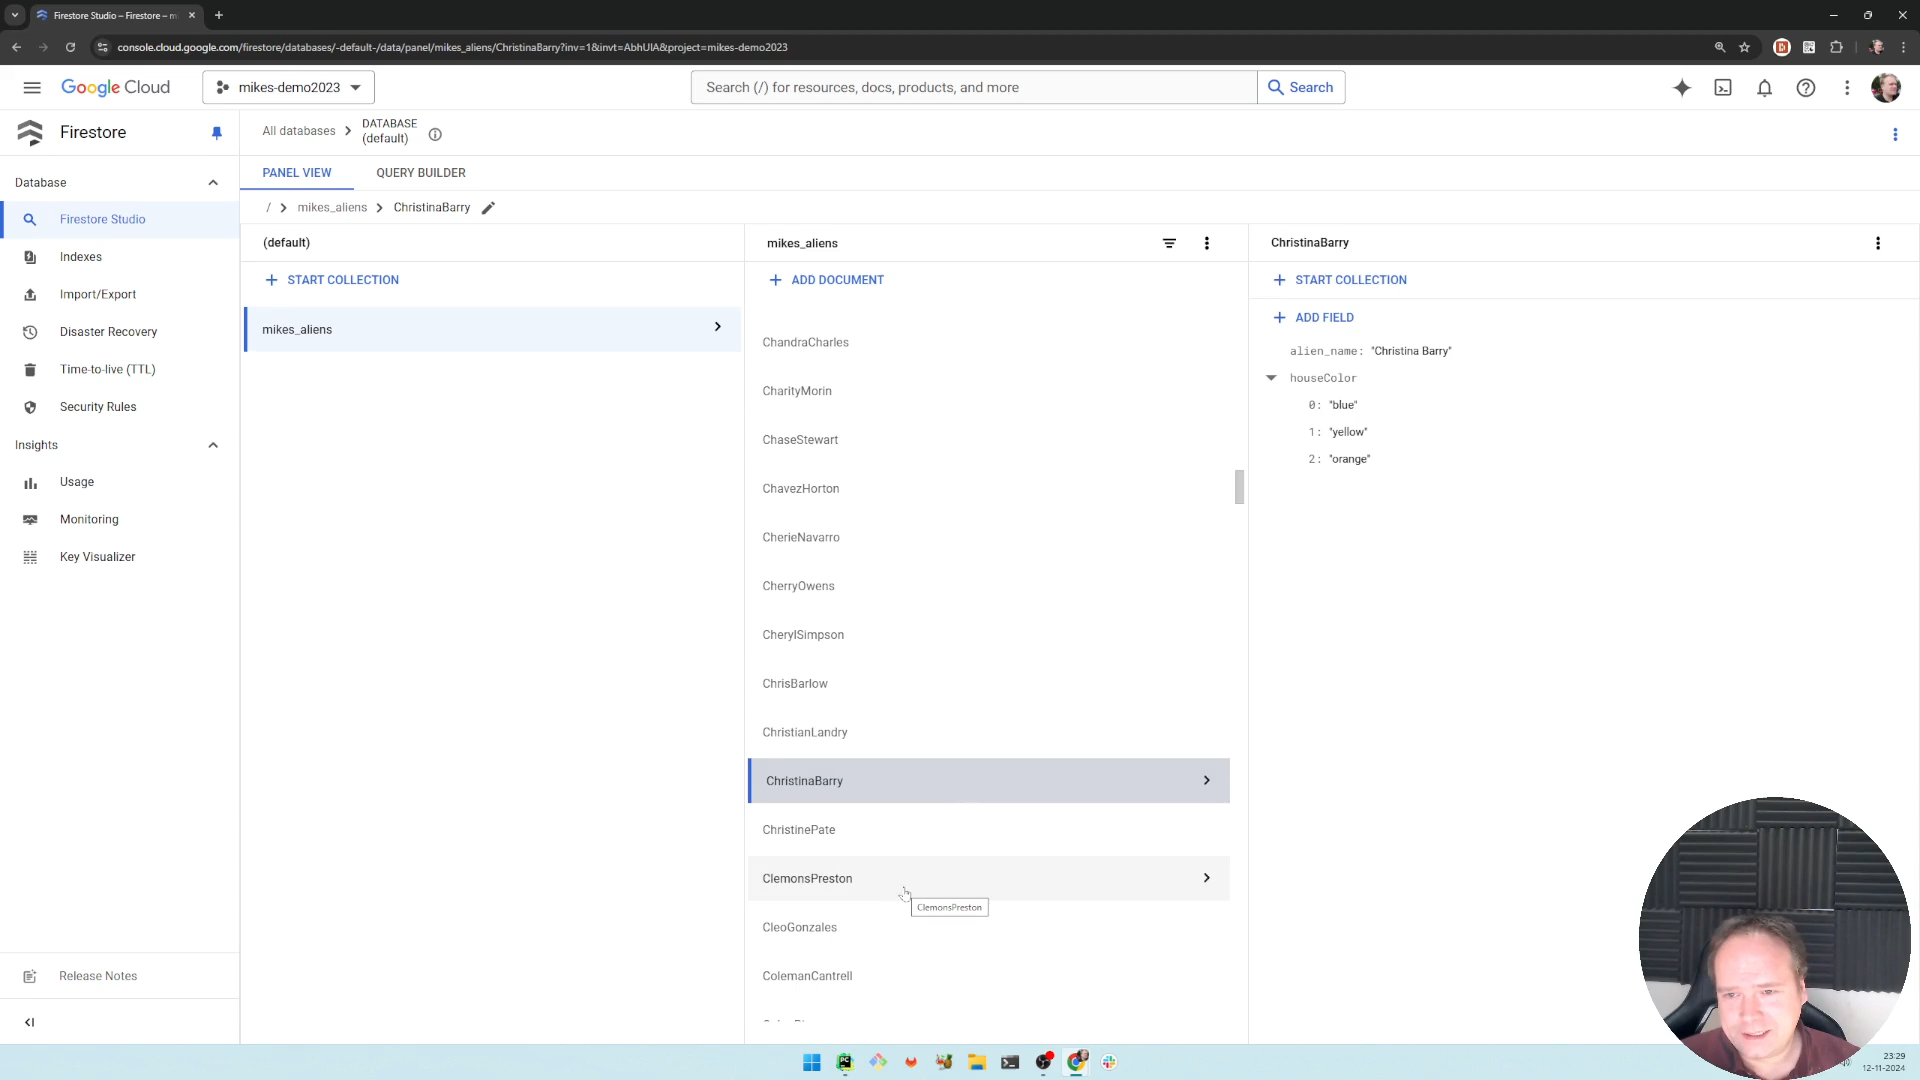 Firestore Studio – Firestore – m
console.cloud.google.com/firestore/databases/-default-/data/panel/mikes_aliens/ChristinaBarry?inv=1&invt=AbhUIA&project=mikes-demo2023
Google Cloud
mikes-demo2023
Search (/) for resources, docs, products, and more
Search
Firestore
All databases
DATABASE
(default)
PANEL VIEW
QUERY BUILDER
/ mikes_aliens ChristinaBarry
Database
Firestore Studio
Indexes
Import/Export
Disaster Recovery
Time-to-live (TTL)
Security Rules
Insights
Usage
Monitoring
Key Visualizer
Release Notes
(default)
START COLLECTION
mikes_aliens
mikes_aliens
ADD DOCUMENT
ChandraCharles
CharityMorin
ChaseStewart
ChavezHorton
CherieNavarro
CherryOwens
CherylSimpson
ChrisBarlow
ChristianLandry
ChristinaBarry
ChristinePate
ClemonsPreston
ClemonsPreston
CleoGonzales
ColemanCantrell
ChristinaBarry
START COLLECTION
ADD FIELD
alien_name: "Christina Barry"
houseColor
0: "blue"
1: "yellow"
2: "orange"
23:29
12-11-2024